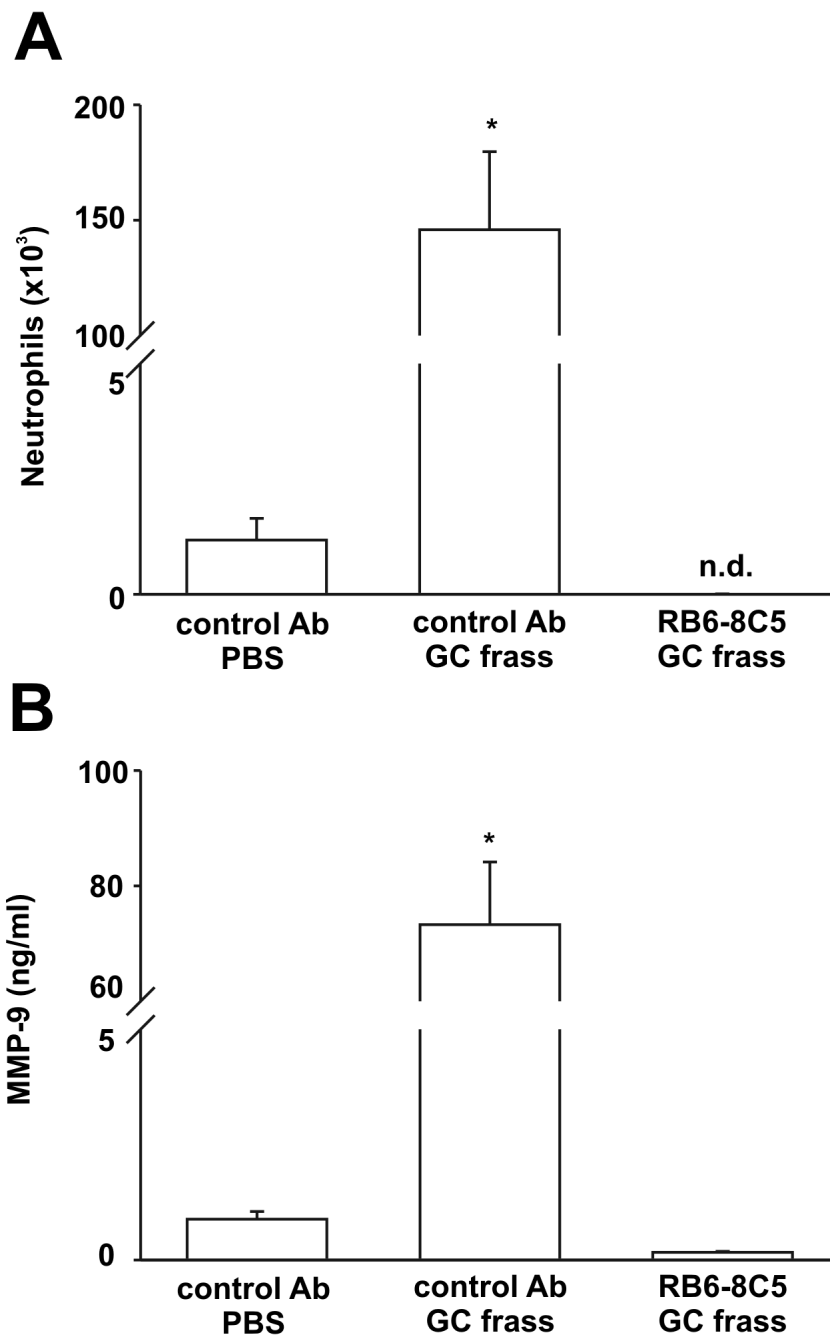 A
Neutrophils (x10³)
200
150
100
5
0
*
n.d.
control Ab
PBS
control Ab
GC frass
RB6-8C5
GC frass
B
MMP-9 (ng/ml)
100
80
60
5
0
*
control Ab
PBS
control Ab
GC frass
RB6-8C5
GC frass